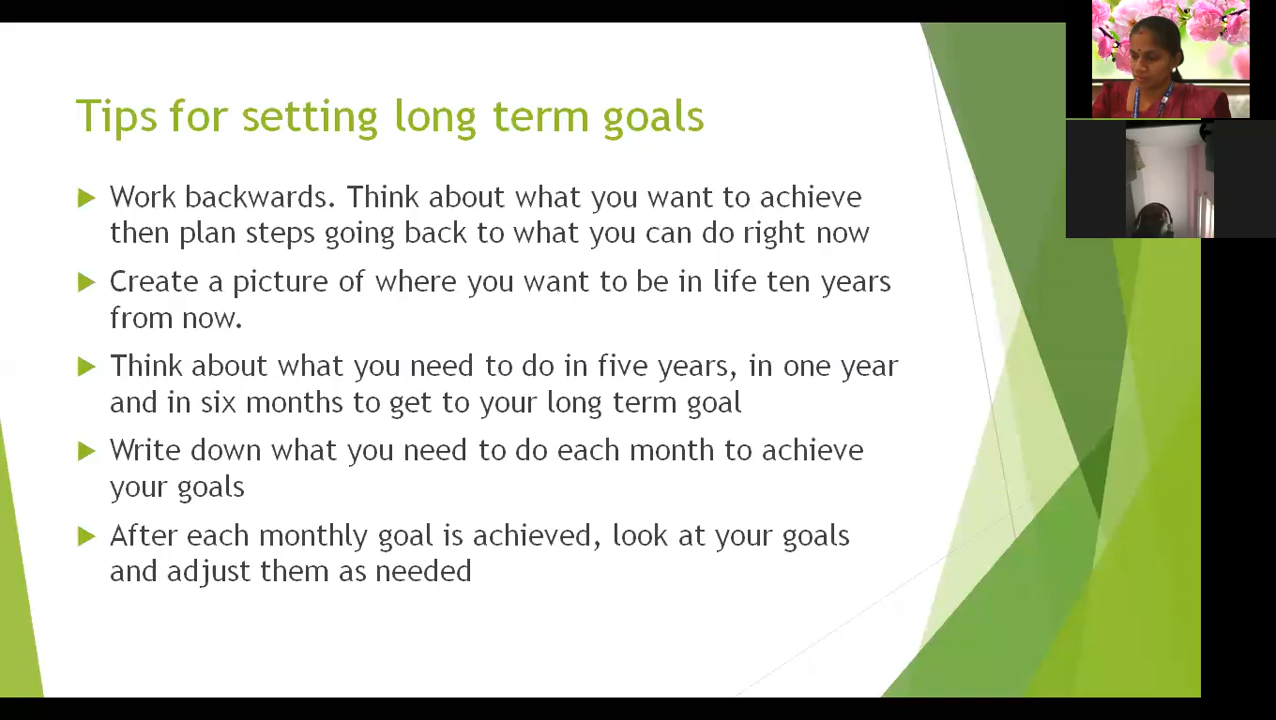 Tips for setting long term goals
Work backwards. Think about what you want to achieve
then plan steps going back to what you can do right now
Create a picture of where you want to be in life ten years
from now.
Think about what you need to do in five years, in one year
and in six months to get to your long term goal
Write down what you need to do each month to achieve
your goals
After each monthly goal is achieved, look at your goals
and adjust them as needed